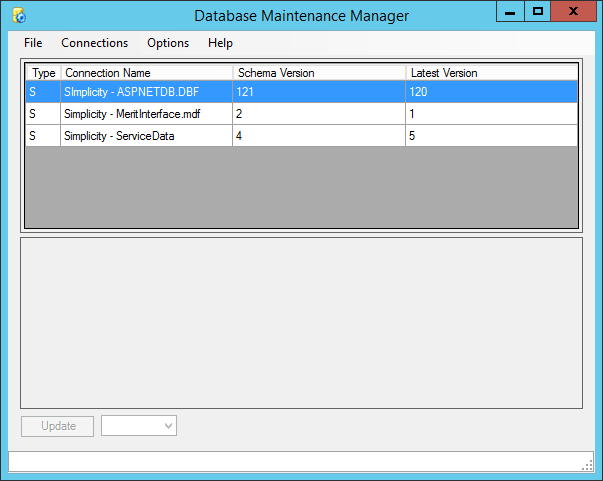 Database Maintenance Manager
File Connections Options Help
Type Connection Name Schema Version Latest Version
S SImplicity - ASPNETDB.DBF 121 120
S Simplicity - MeritInterface.mdf 2 1
S Simplicity - ServiceData 4 5
Update